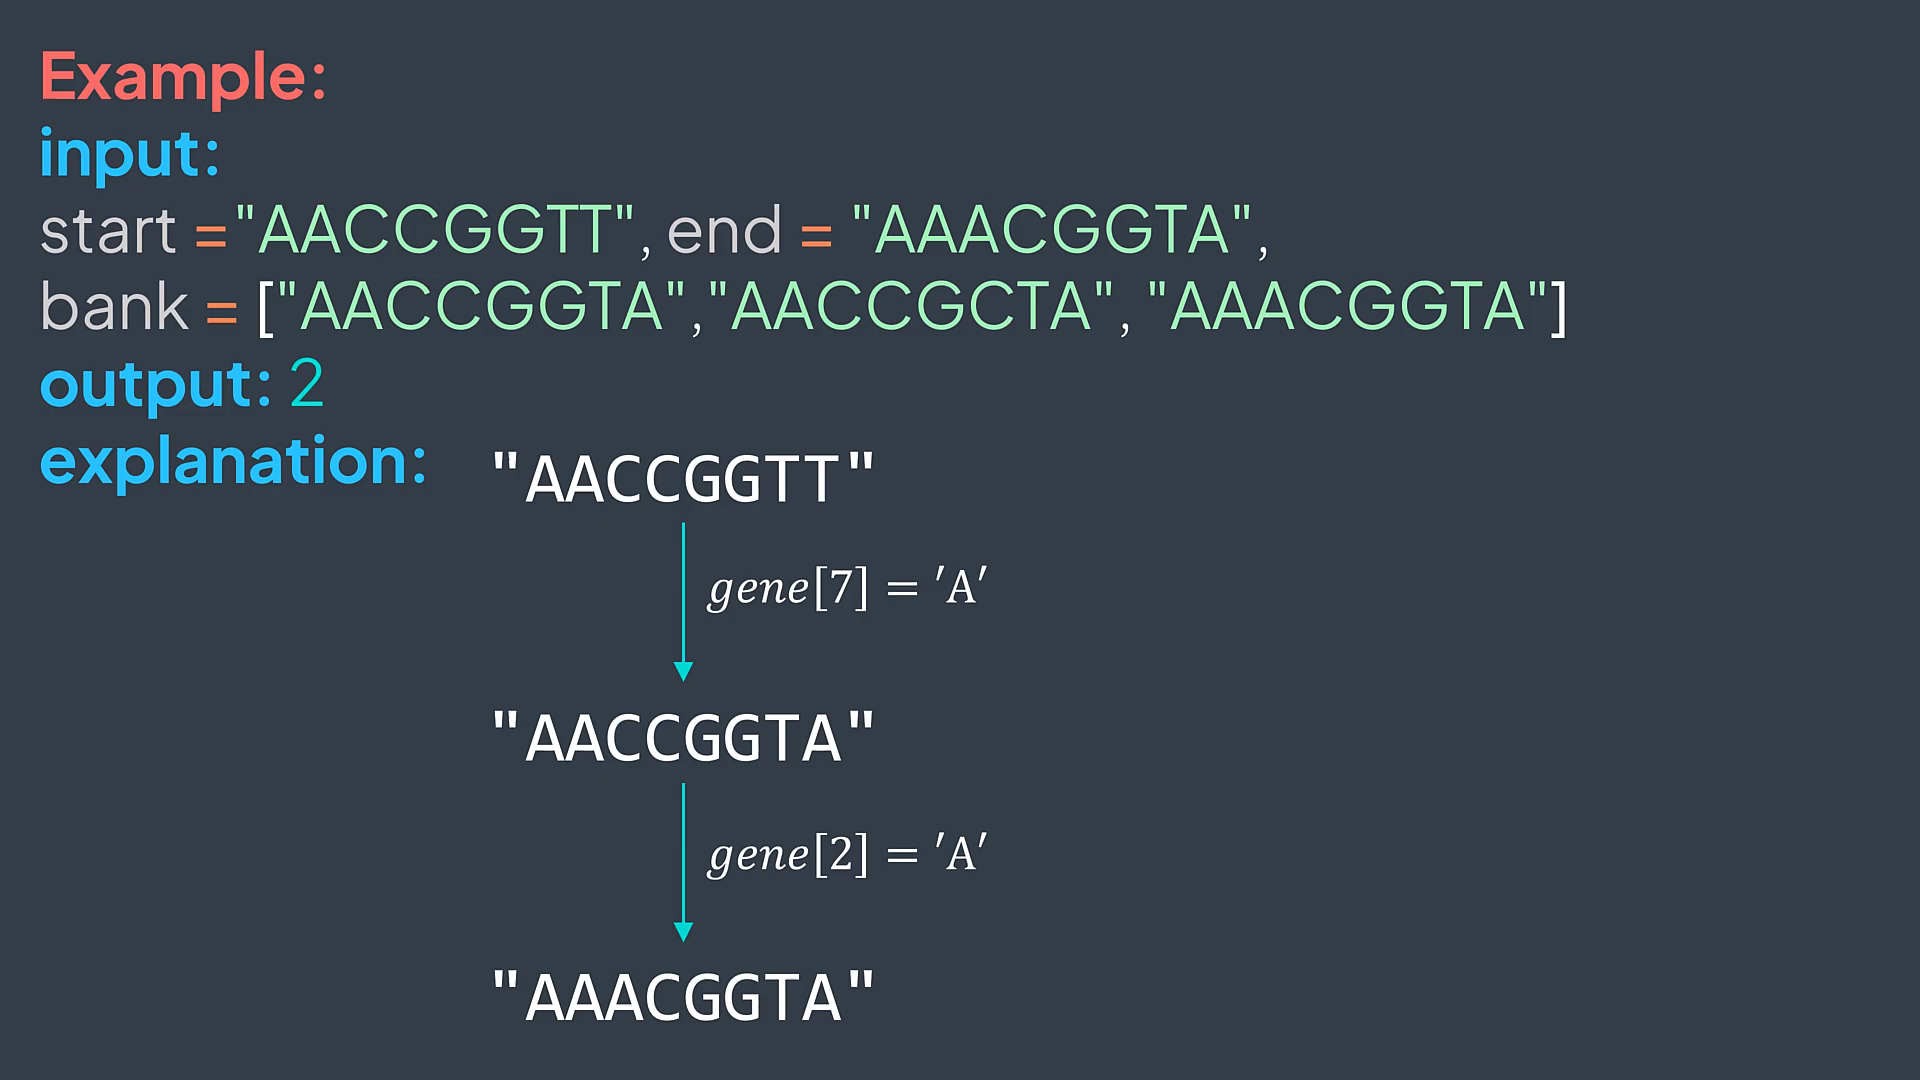 Example:
input:
start ="AACCGGTT", end = "AAACGGTA",
bank = ["AACCGGTA","AACCGCTA", "AAACGGTA"]
output: 2
explanation:
"AACCGGTT"
gene[7] = ′A′
"AACCGGTA"
gene[2] = ′A′
"AAACGGTA"